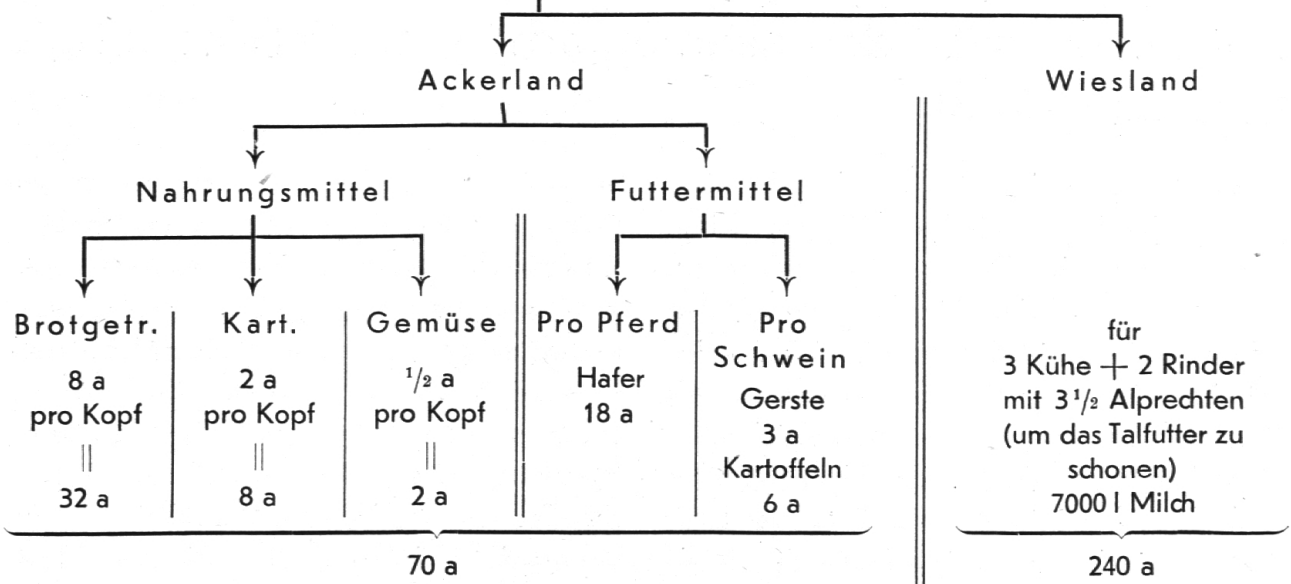 Ackerland
Wiesland
Nahrungsmittel
Futtermittel
Brotgetr.
8 a
pro Kopf
||
32 a
Kart.
2 a
pro Kopf
||
8 a
Gemüse
1/2 a
pro Kopf
||
2 a
Pro Pferd
Hafer
18 a
Pro
Schwein
Gerste
3 a
Kartoffeln
6 a
70 a
für
3 Kühe + 2 Rinder
mit 3 1/2 Alprechten
(um das Talfutter zu
schonen)
7000 l Milch
240 a